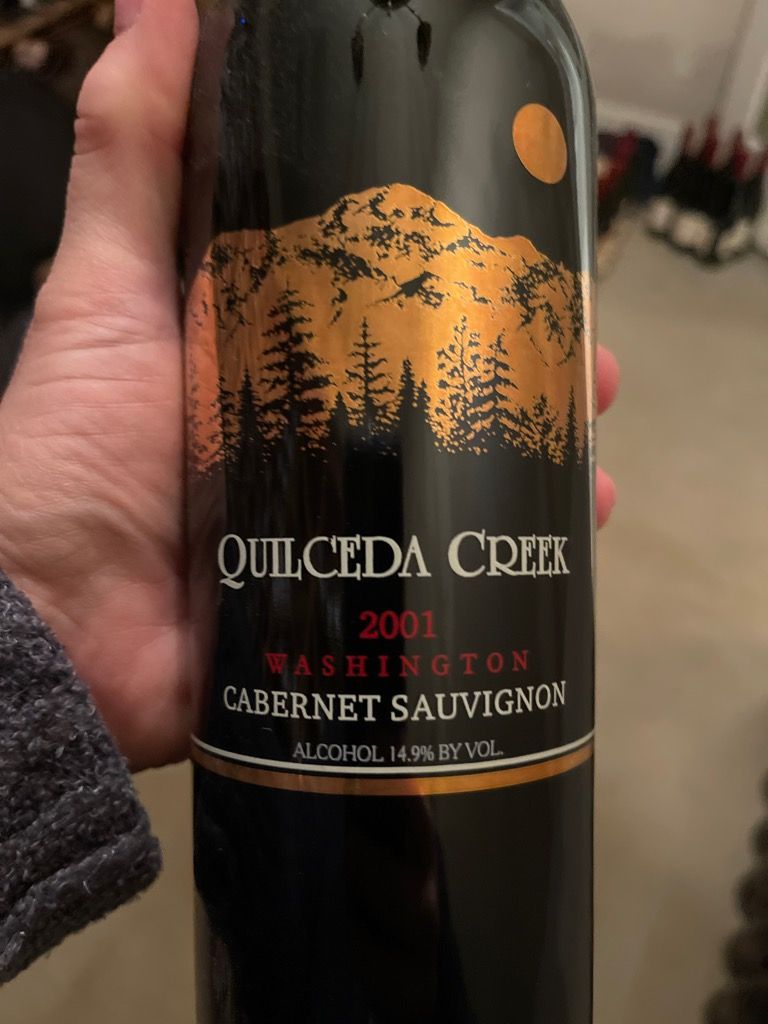 QUILCEDA CREEK
2001
WASHINGTON
CABERNET SAUVIGNON
ALCOHOL 14.9% BY VOL.